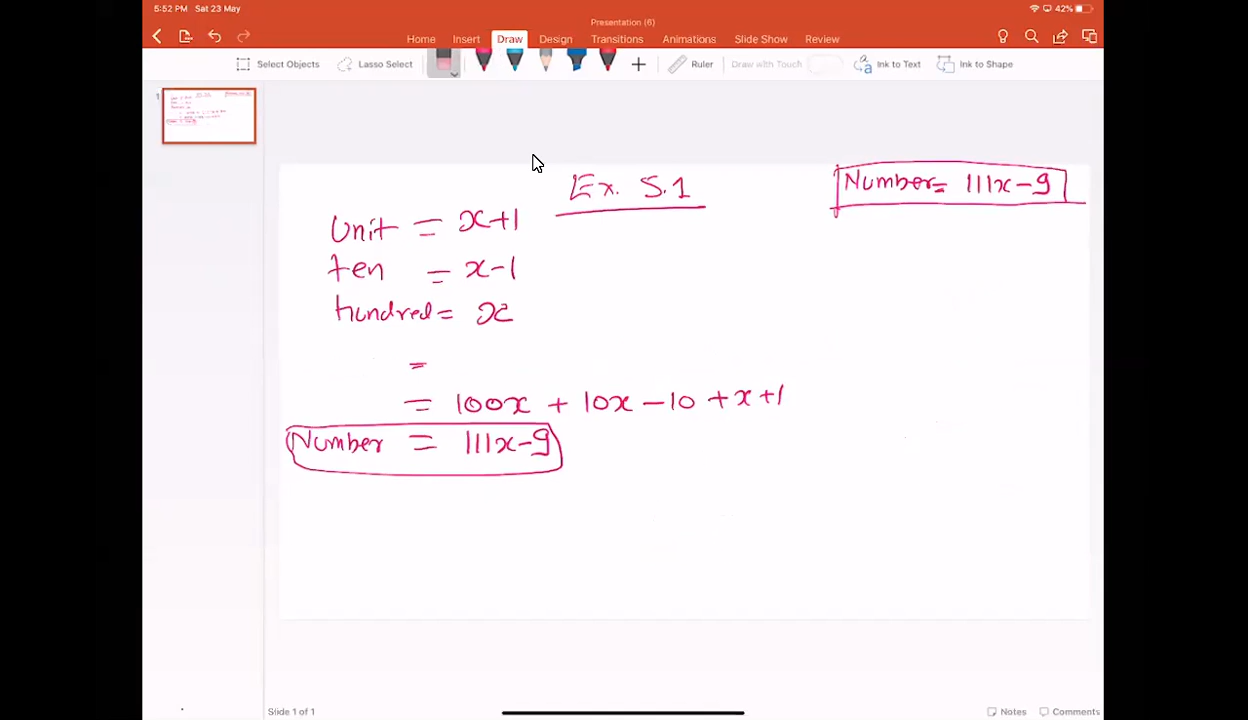 5:52 PM Sat 23 May
42%
Presentation (6)
Home Insert Draw Design Transitions Animations Slide Show Review
Select Objects Lasso Select Ruler Draw with Touch Ink to Text Ink to Shape
1
Ex. 5.1
Number= 111x-9
Unit = x+1
ten = x-1
hundred= x
=
= 100x + 10x -10 +x+1
Number = 111x-9
Slide 1 of 1
Notes Comments